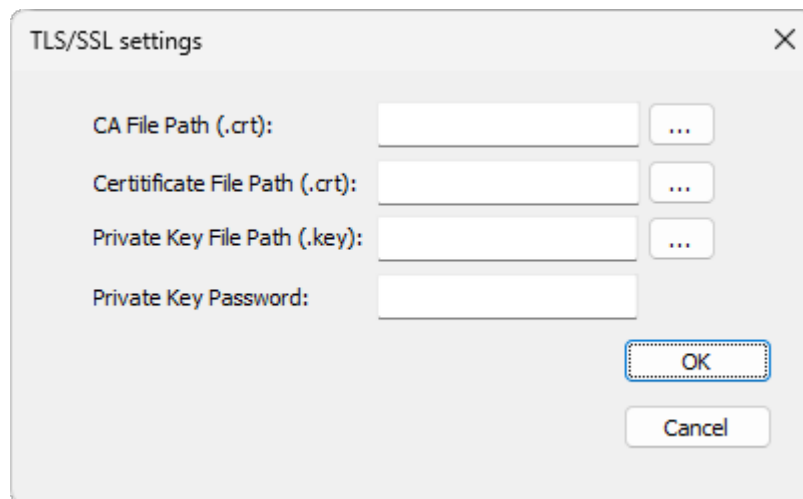 TLS/SSL settings
CA File Path (.crt): ...
Certitificate File Path (.crt): ...
Private Key File Path (.key): ...
Private Key Password:
OK
Cancel